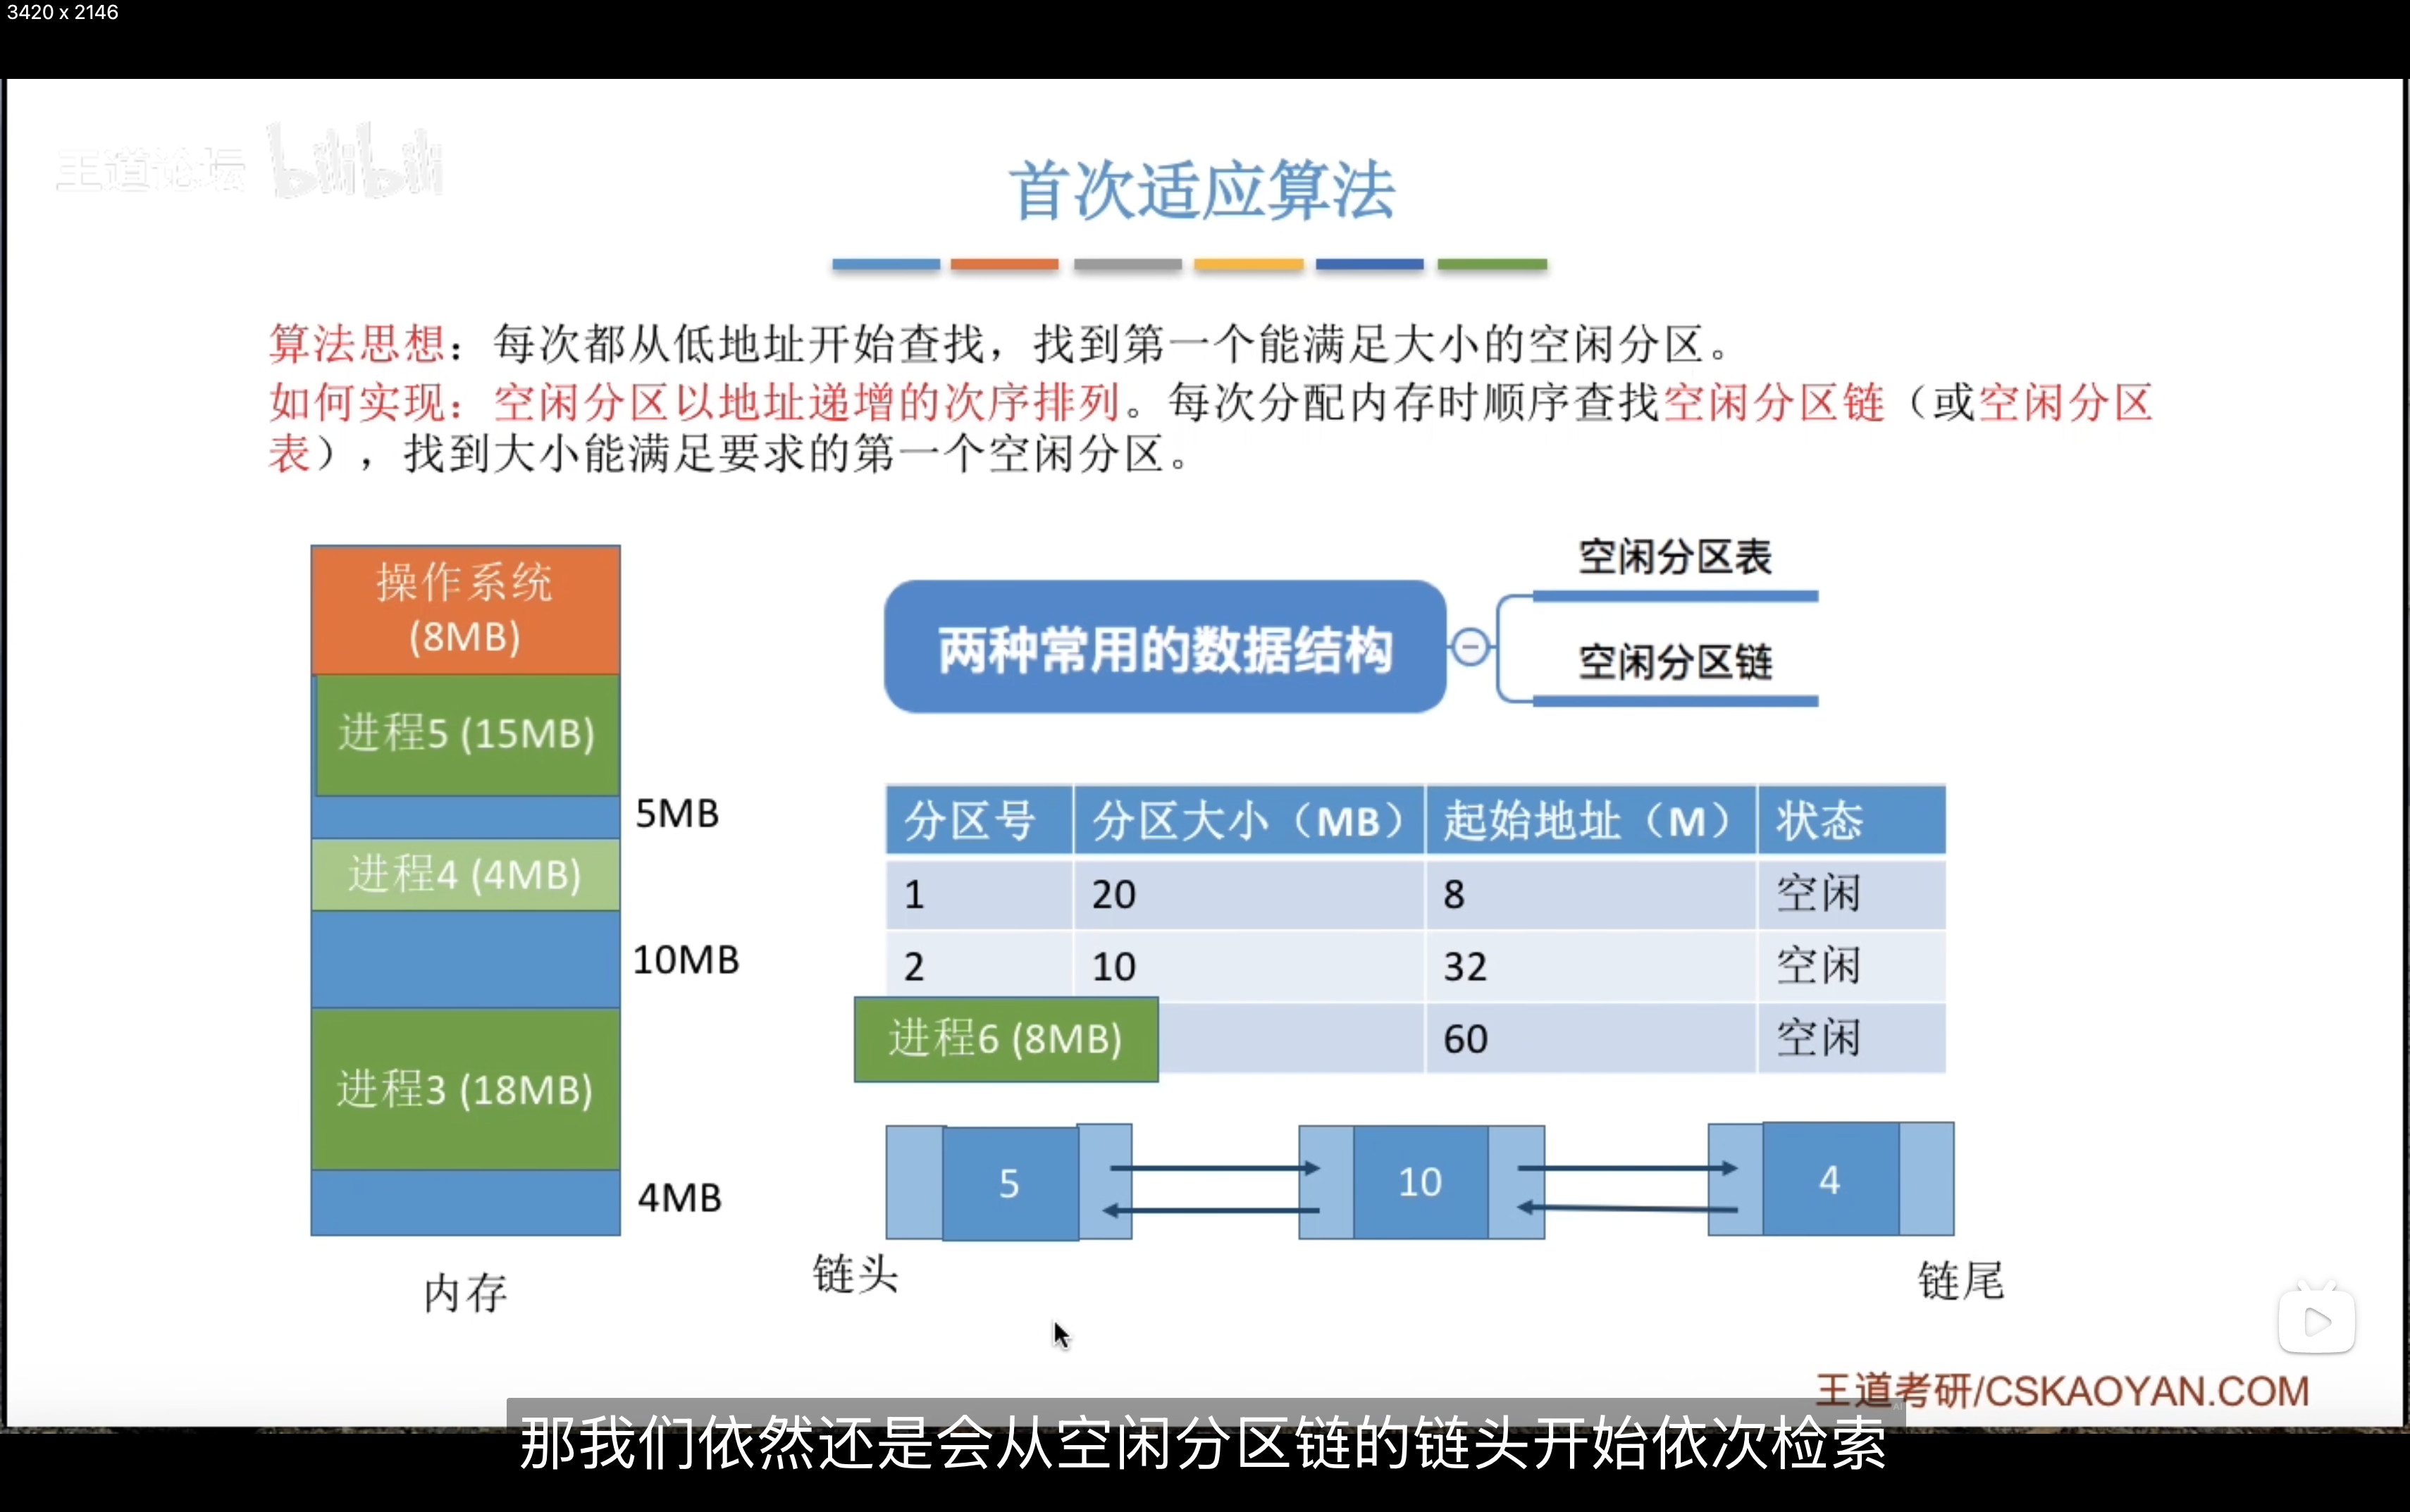 3420 x 2146
王道论坛 bilibili
首次适应算法
算法思想：每次都从低地址开始查找，找到第一个能满足大小的空闲分区。
如何实现：空闲分区以地址递增的次序排列。每次分配内存时顺序查找空闲分区链（或空闲分区
表），找到大小能满足要求的第一个空闲分区。
操作系统
(8MB)
进程5 (15MB)
5MB
进程4 (4MB)
10MB
进程3 (18MB)
4MB
内存
两种常用的数据结构
空闲分区表
空闲分区链
分区号 分区大小（MB） 起始地址（M） 状态
1 20 8 空闲
2 10 32 空闲
进程6 (8MB) 60 空闲
5 10 4
链头 链尾
王道考研/CSKAOYAN.COM
那我们依然还是会从空闲分区链的链头开始依次检索